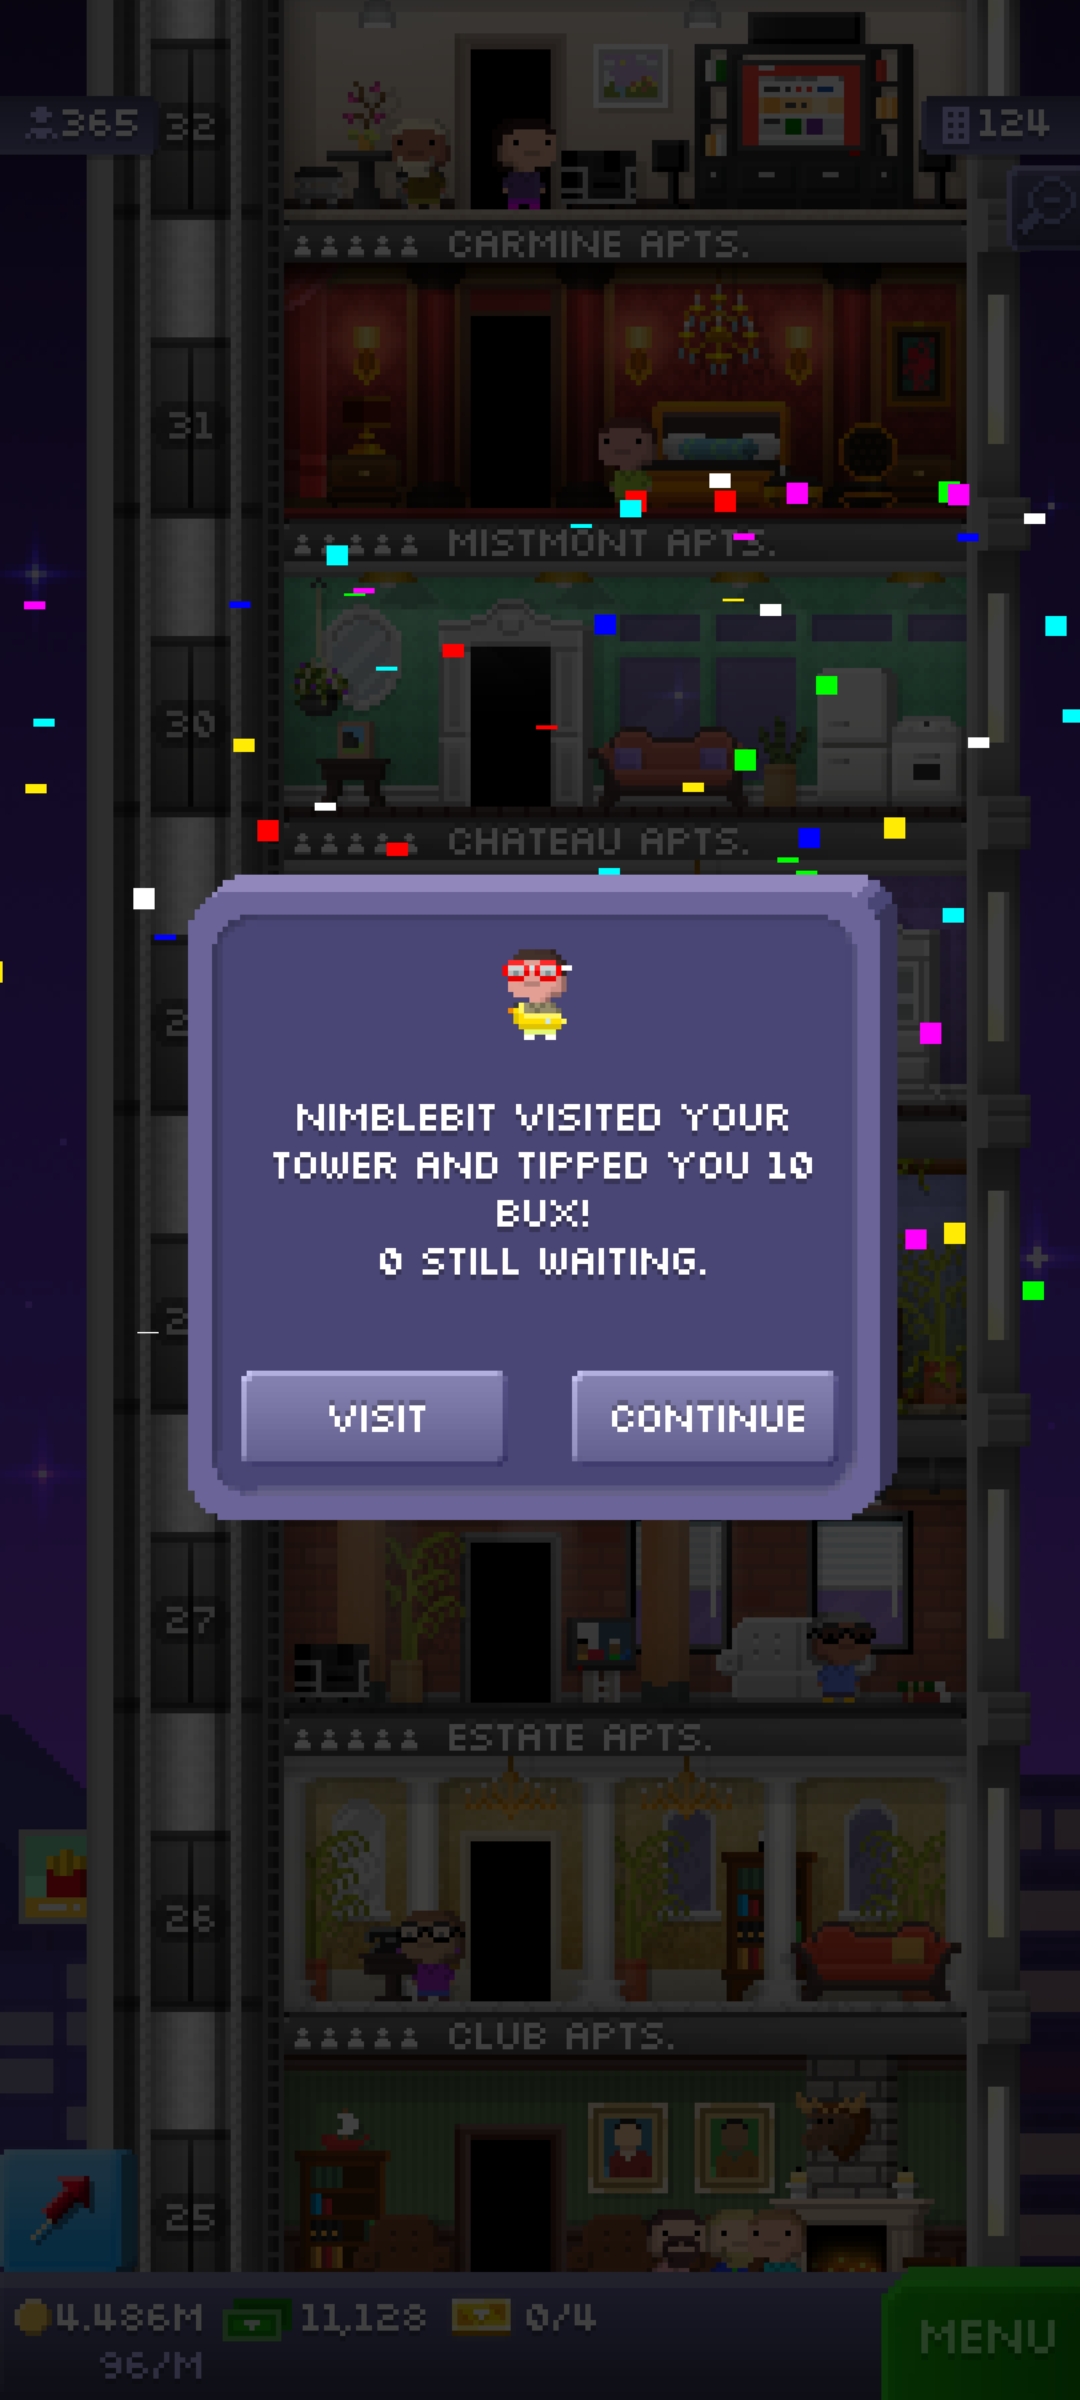 365
32
124
CARMINE APTS.
31
MISTMONT APTS.
30
CHATEAU APTS.
NIMBLEBIT VISITED YOUR
TOWER AND TIPPED YOU 10
BUX!
0 STILL WAITING.
VISIT
CONTINUE
27
ESTATE APTS.
26
CLUB APTS.
25
4.486M
11,128
0/4
MENU
96/M